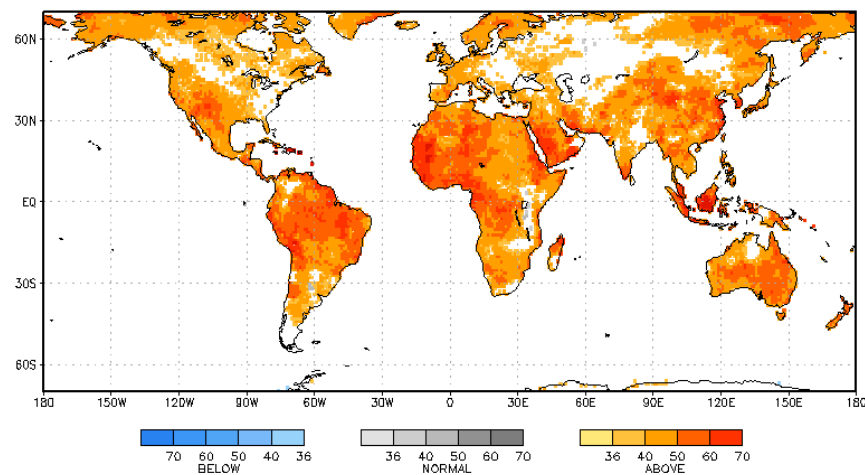 60N
30N
EQ
30S
60S
180 150W 120W 90W 60W 30W 0 30E 60E 90E 120E 150E 180
70 60 50 40 36 36 40 50 60 70 36 40 50 60 70
BELOW NORMAL ABOVE